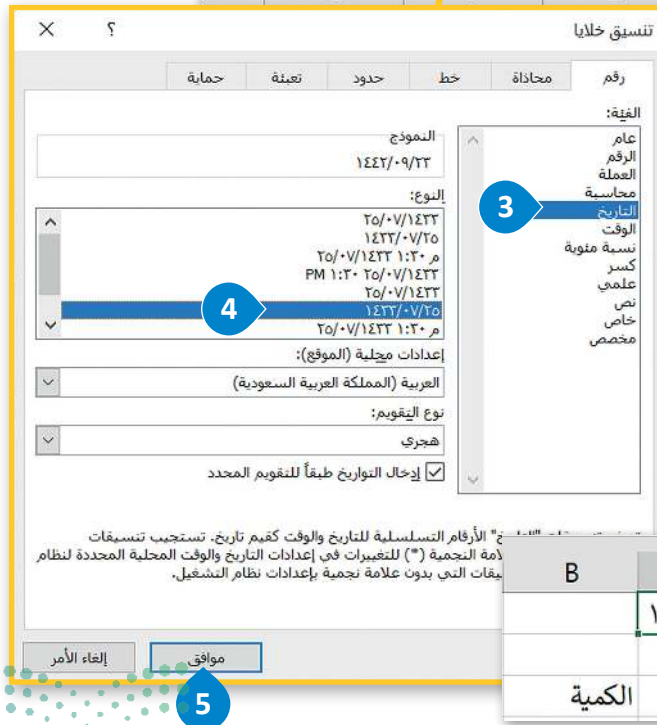 تنسيق خلايا ؟ ×
رقم محاذاة خط حدود تعبئة حماية
الفئة:
عام
الرقم
العملة
محاسبة
التاريخ
الوقت
نسبة مئوية
كسر
علمي
نص
خاص
مخصص
3
النموذج
١٤٤٢/٠٩/٢٣
النوع:
٢٥/٠٧/١٤٣٣
١٤٣٣/٠٧/٢٥
٢٥/٠٧/١٤٣٣ ١:٣٠ م
٢٥/٠٧/١٤٣٣ ١:٣٠ PM
٢٥/٠٧/١٤٣٣
١٤٣٣/٠٧/٢٥
٢٥/٠٧/١٤٣٣ ١:٣٠ م
4
إعدادات محلية (الموقع):
العربية (المملكة العربية السعودية)
نوع التقويم:
هجري
إدخال التواريخ طبقاً للتقويم المحدد
الأرقام التسلسلية للتاريخ والوقت كقيم تاريخ. تستجيب تنسيقات
النجمية (*) للتغييرات في إعدادات التاريخ والوقت المحلية المحددة لنظام
التي بدون علامة نجمية بإعدادات نظام التشغيل.
موافق
إلغاء الأمر
5
B
١
الكمية